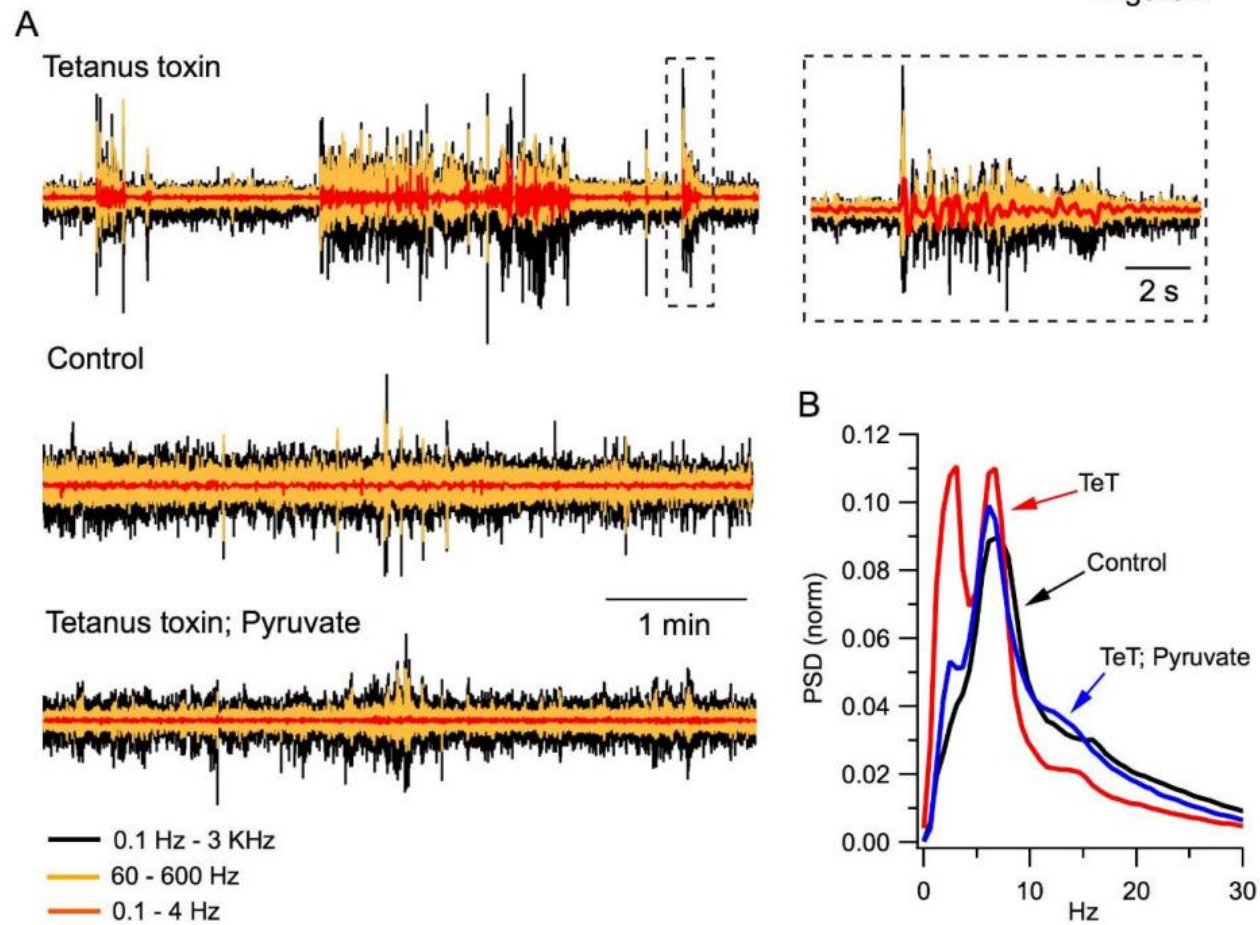 A
Tetanus toxin
2 s
Control
1 min
Tetanus toxin; Pyruvate
0.1 Hz - 3 KHz
60 - 600 Hz
0.1 - 4 Hz
B
0.12
0.10
0.08
0.06
0.04
0.02
0.00
PSD (norm)
TeT
Control
TeT; Pyruvate
0 10 20 30
Hz